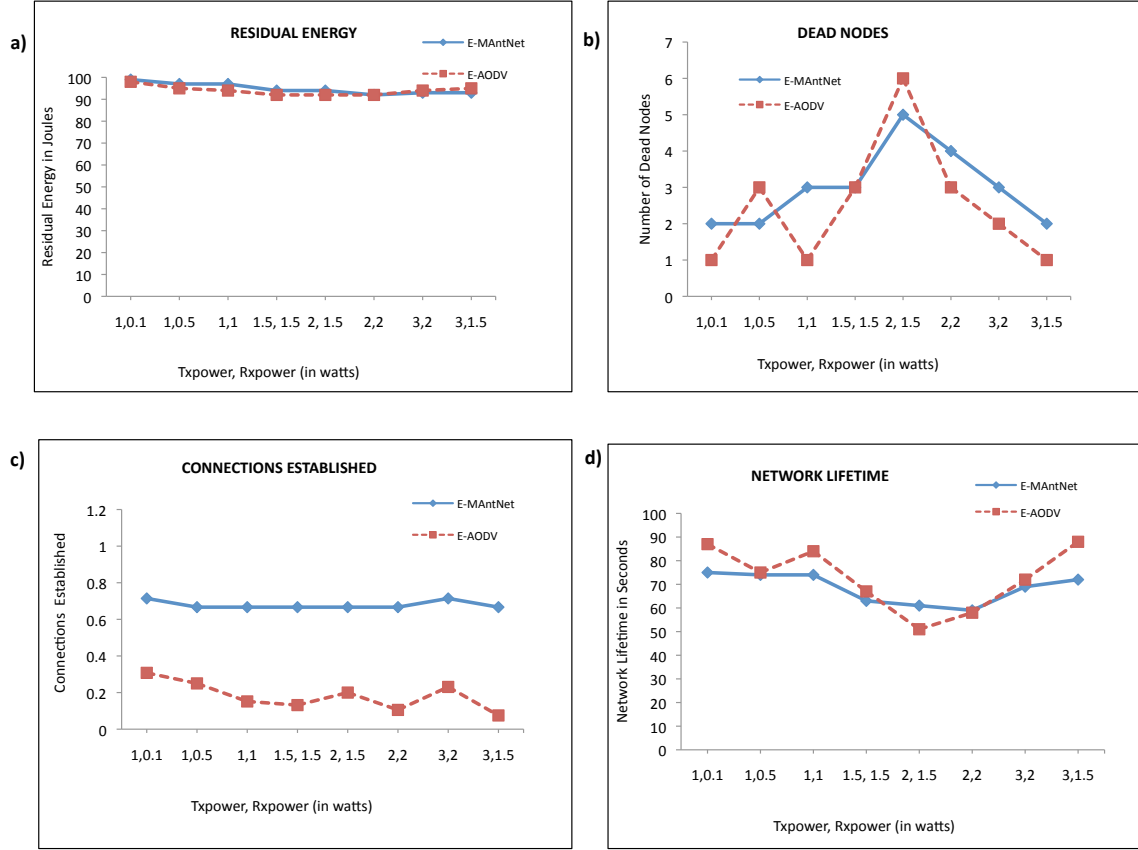 a)
RESIDUAL ENERGY
E-MAntNet
E-AODV
Residual Energy in Joules
100
90
80
70
60
50
40
30
20
10
0
1,0.1 1,0.5 1,1 1.5, 1.5 2, 1.5 2,2 3,2 3,1.5
Txpower, Rxpower (in watts)
b)
DEAD NODES
E-MAntNet
E-AODV
Number of Dead Nodes
7
6
5
4
3
2
1
0
1,0.1 1,0.5 1,1 1.5, 1.5 2, 1.5 2,2 3,2 3,1.5
Txpower, Rxpower (in watts)
c)
CONNECTIONS ESTABLISHED
E-MAntNet
E-AODV
Connections Established
1.2
1
0.8
0.6
0.4
0.2
0
1,0.1 1,0.5 1,1 1.5, 1.5 2, 1.5 2,2 3,2 3,1.5
Txpower, Rxpower (in watts)
d)
NETWORK LIFETIME
E-MAntNet
E-AODV
Network Lifetime in Seconds
100
90
80
70
60
50
40
30
20
10
0
1,0.1 1,0.5 1,1 1.5, 1.5 2, 1.5 2,2 3,2 3,1.5
Txpower, Rxpower (in watts)